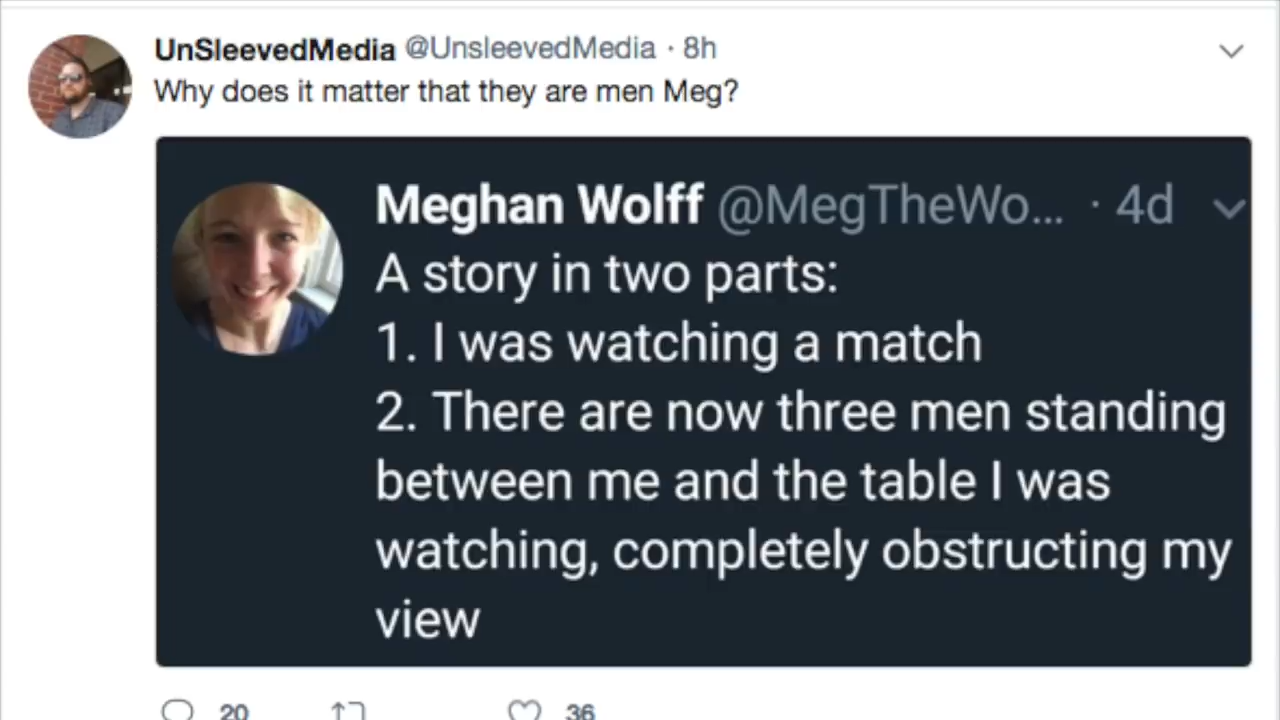 UnSleevedMedia @UnsleevedMedia · 8h
Why does it matter that they are men Meg?
Meghan Wolff @MegTheWo... · 4d
A story in two parts:
1. I was watching a match
2. There are now three men standing
between me and the table I was
watching, completely obstructing my
view
20 36